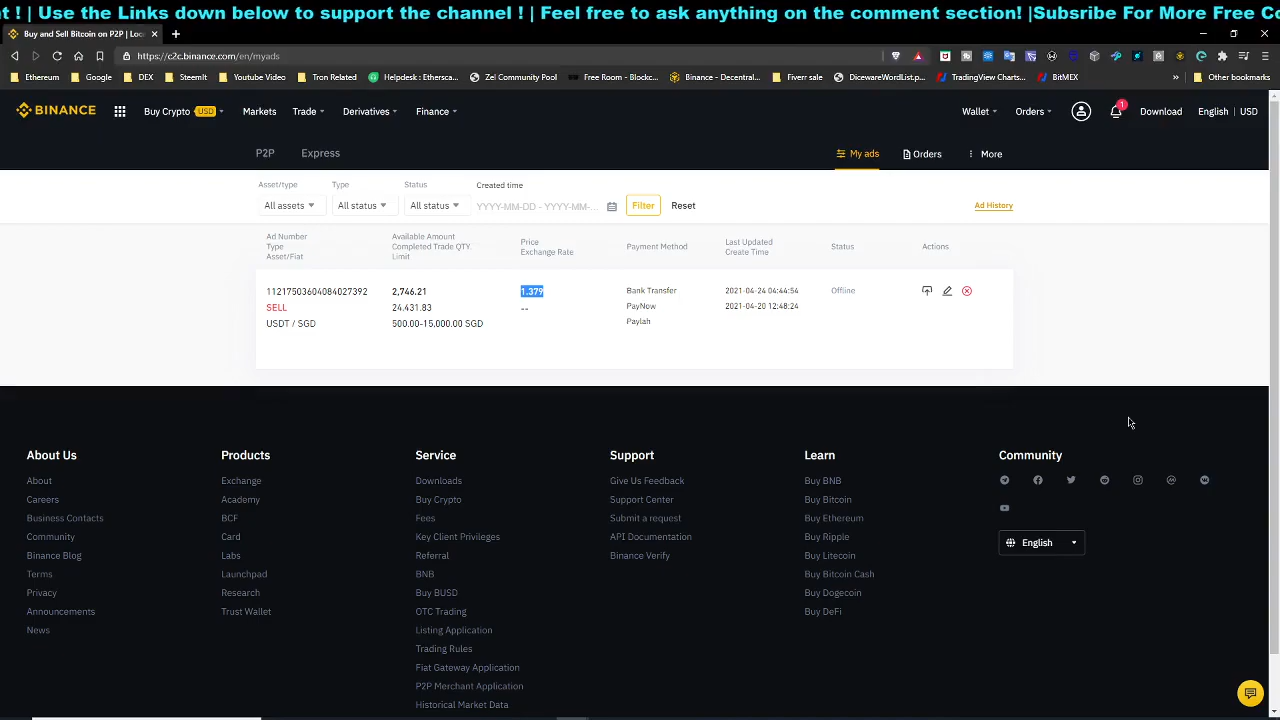 nt ! | Use the Links down below to support the channel ! | Feel free to ask anything on the comment section! |Subsribe For More Free Co
Buy and Sell Bitcoin on P2P | Loc
https://c2c.binance.com/en/myads
Ethereum Google DEX SteemIt Youtube Video Tron Related Helpdesk : Ethersca... Zel Community Pool Free Room - Blockc... Binance - Decentral... Fiverr sale DicewareWordList.p... TradingView Charts... BitMEX » Other bookmarks
BINANCE Buy Crypto USD Markets Trade Derivatives Finance Wallet Orders 1 Download English | USD
P2P Express My ads Orders More
Asset/type Type Status Created time
All assets All status All status YYYY-MM-DD - YYYY-MM-... Filter Reset Ad History
Ad Number Available Amount Price Payment Method Last Updated Status Actions
Type Completed Trade QTY. Exchange Rate Create Time
Asset/Fiat Limit
11217503604084027392 2,746.21 1.379 Bank Transfer 2021-04-24 04:44:54 Offline
SELL 24,431.83 -- PayNow 2021-04-20 12:48:24
USDT / SGD 500.00-15,000.00 SGD Paylah
About Us Products Service Support Learn Community
About Exchange Downloads Give Us Feedback Buy BNB
Careers Academy Buy Crypto Support Center Buy Bitcoin
Business Contacts BCF Fees Submit a request Buy Ethereum
Community Card Key Client Privileges API Documentation Buy Ripple English
Binance Blog Labs Referral Binance Verify Buy Litecoin
Terms Launchpad BNB Buy Bitcoin Cash
Privacy Research Buy BUSD Buy Dogecoin
Announcements Trust Wallet OTC Trading Buy DeFi
News Listing Application
Trading Rules
Fiat Gateway Application
P2P Merchant Application
Historical Market Data